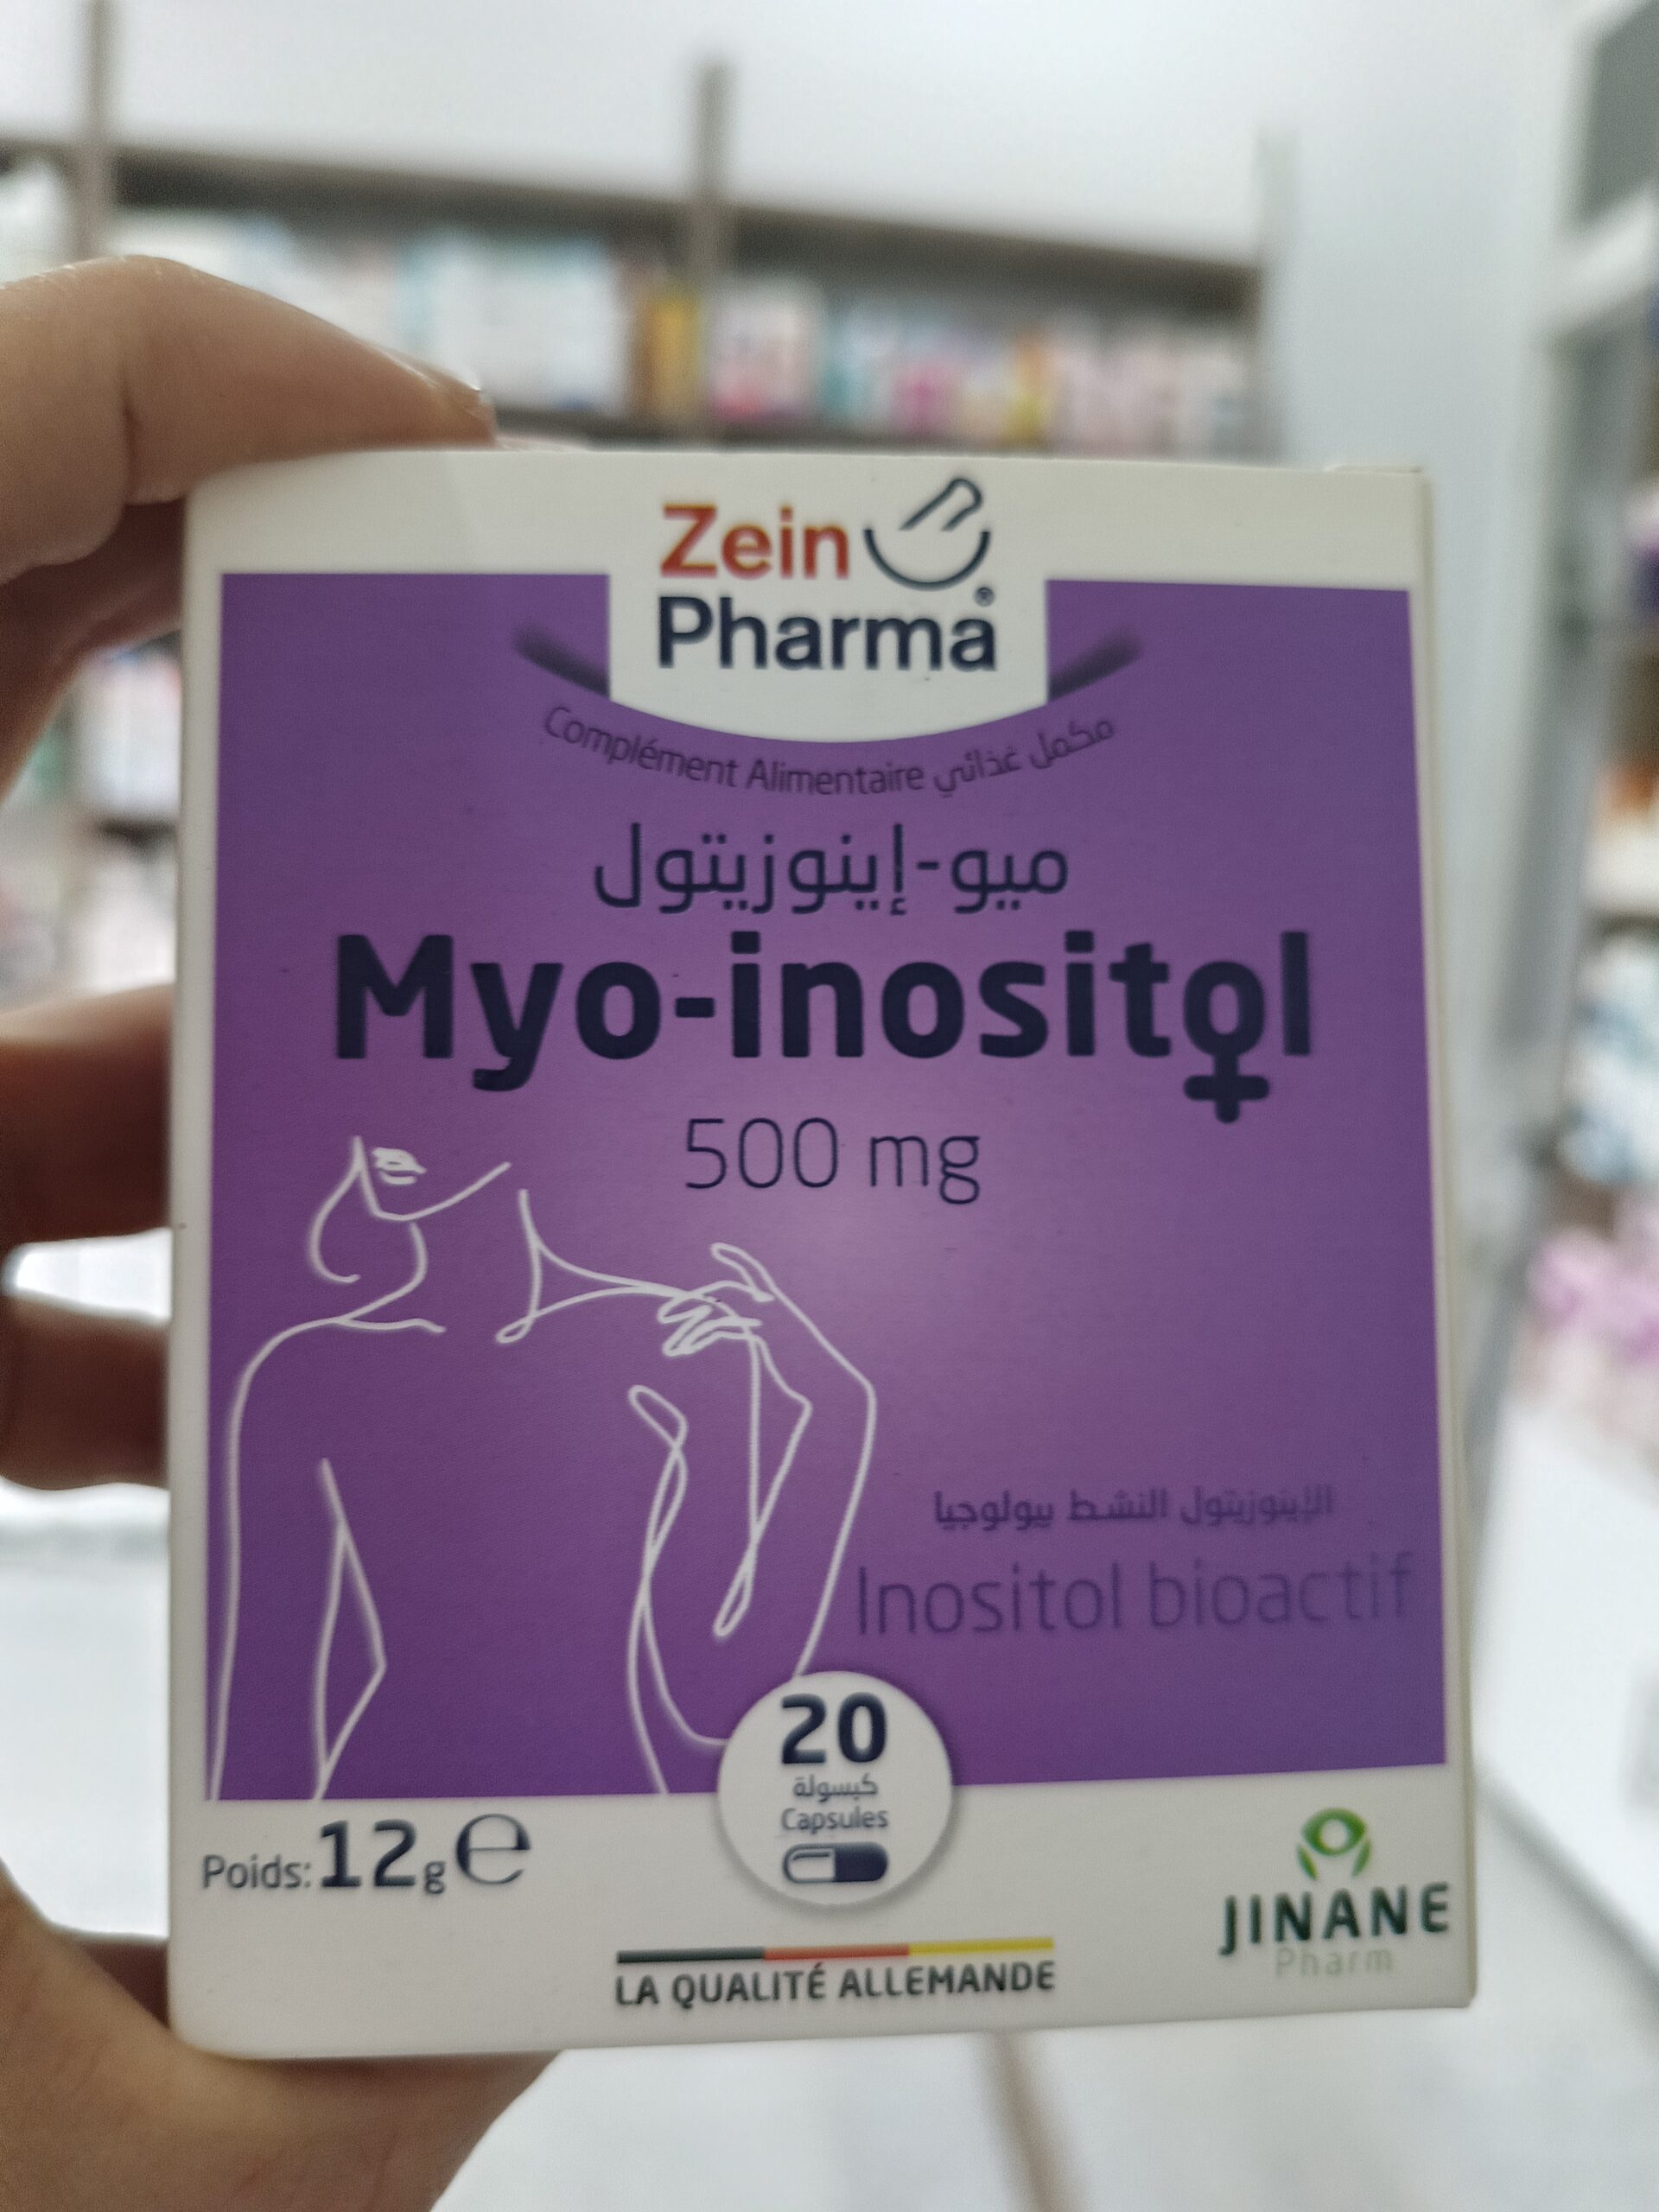 Zein
Pharma®
Complément Alimentaire مكمل غذائي
ميو-إينوزيتول
Myo-inositol
500 mg
الإينوزيتول النشط بيولوجيا
Inositol bioactif
20
كبسولة
Capsules
Poids: 12g e
JINANE
Pharm
LA QUALITÉ ALLEMANDE